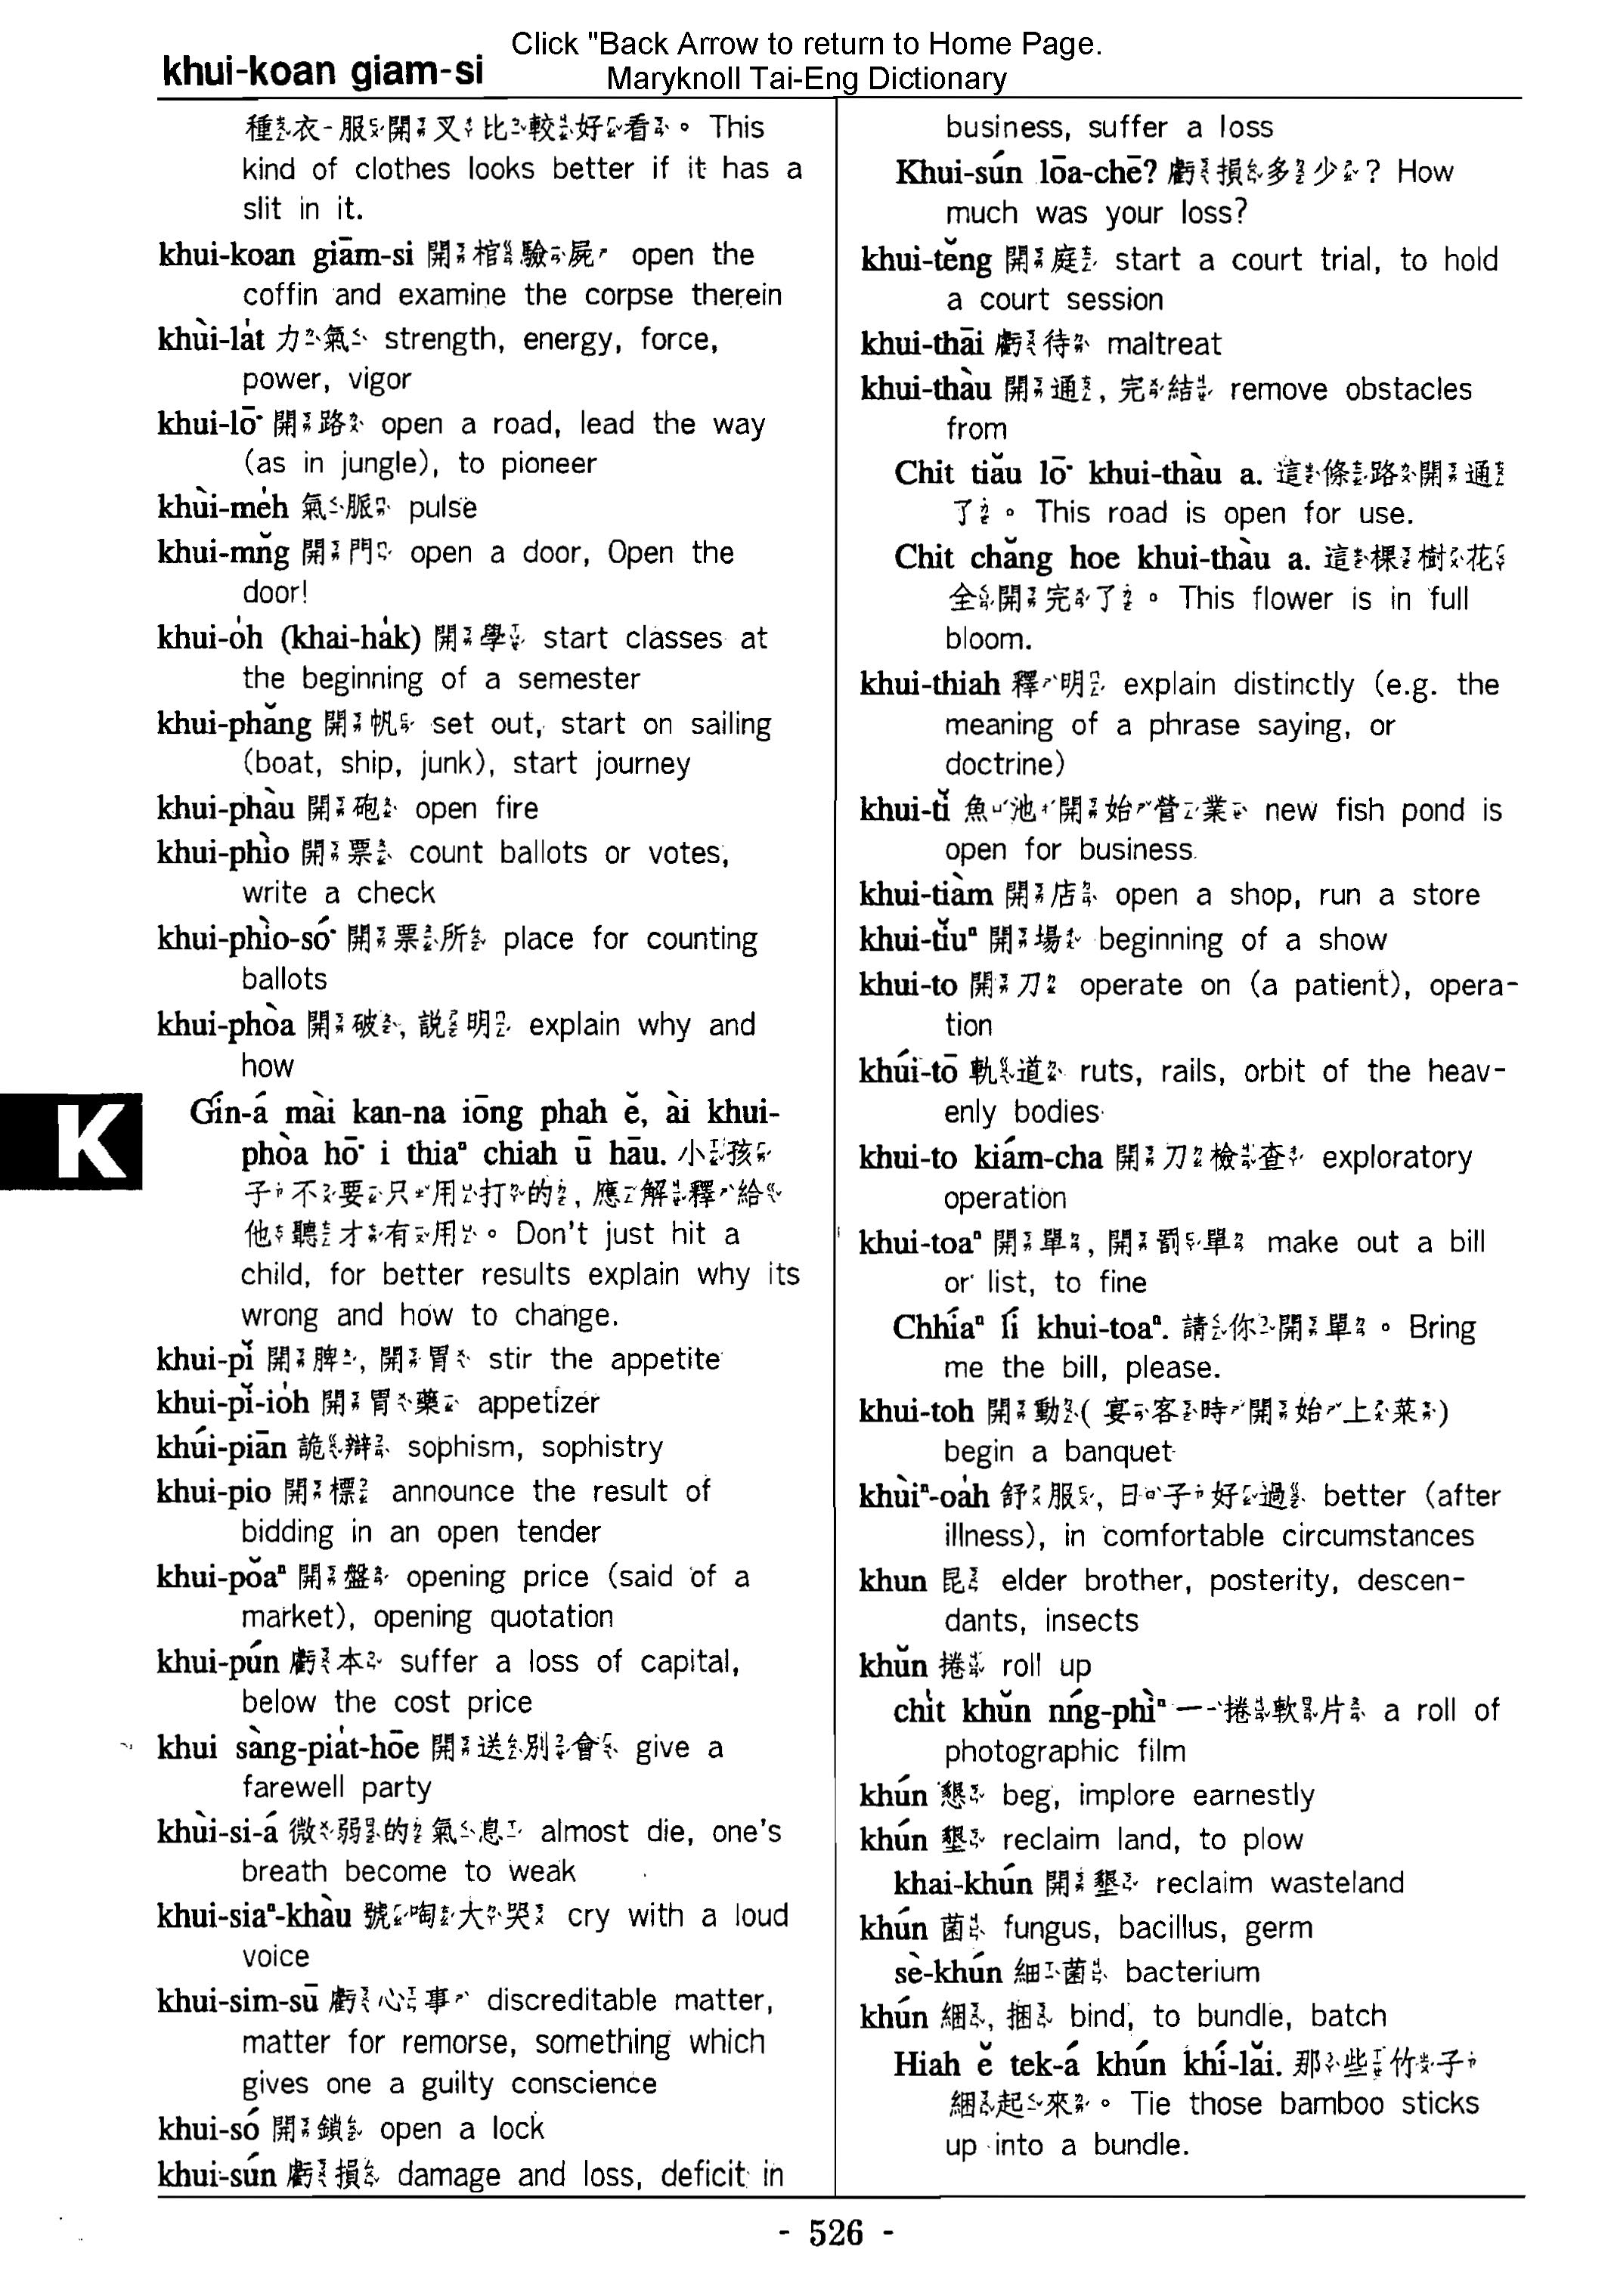 Click "Back Arrow to return to Home Page.
khui-koan giam-si
Maryknoll Tai-Eng Dictionary
種衣服開叉比較好看。 This
kind of clothes looks better if it has a
slit in it.
khui-koan giām-si 開棺驗屍 open the
coffin and examine the corpse therein
khùi-la̍t 力氣 strength, energy, force,
power, vigor
khui-lō͘ 開路 open a road, lead the way
(as in jungle), to pioneer
khùi-me̍h 氣脈 pulse
khui-mn̆g 開門 open a door, Open the
door!
khui-o̍h (khai-ha̍k) 開學 start classes at
the beginning of a semester
khui-phăng 開帆 set out, start on sailing
(boat, ship, junk), start journey
khui-phàu 開砲 open fire
khui-phìo 開票 count ballots or votes,
write a check
khui-phìo-só͘ 開票所 place for counting
ballots
khui-phòa 開破, 説明 explain why and
how
Gín-á mài kan-na iōng phah ĕ, ài khui-
phòa hō͘ i thiaⁿ chiah ū hāu. 小孩
子不要只用打的, 應解釋給
他聽才有用。 Don't just hit a
child, for better results explain why its
wrong and how to change.
khui-pĭ 開脾, 開胃 stir the appetite
khui-pĭ-io̍h 開胃藥 appetizer
khúi-piān 詭辯 sophism, sophistry
khui-pio 開標 announce the result of
bidding in an open tender
khui-pŏaⁿ 開盤 opening price (said of a
market), opening quotation
khui-pún 虧本 suffer a loss of capital,
below the cost price
khui sàng-pia̍t-hōe 開送別會 give a
farewell party
khùi-si-á 微弱的氣息 almost die, one's
breath become to weak
khui-siaⁿ-khàu 號啕大哭 cry with a loud
voice
khui-sim-sū 虧心事 discreditable matter,
matter for remorse, something which
gives one a guilty conscience
khui-só 開鎖 open a lock
khui-sún 虧損 damage and loss, deficit in
business, suffer a loss
Khui-sún lōa-chē? 虧損多少? How
much was your loss?
khui-tĕng 開庭 start a court trial, to hold
a court session
khui-thāi 虧待 maltreat
khui-thàu 開通, 完結 remove obstacles
from
Chit tiău lō͘ khui-thàu a. 這條路開通
了。 This road is open for use.
Chit chăng hoe khui-thàu a. 這棵樹花
全開完了。 This flower is in full
bloom.
khui-thiah 釋明 explain distinctly (e.g. the
meaning of a phrase saying, or
doctrine)
khui-tĭ 魚池開始營業 new fish pond is
open for business
khui-tiàm 開店 open a shop, run a store
khui-tĭuⁿ 開場 beginning of a show
khui-to 開刀 operate on (a patient), opera-
tion
khúi-tō 軌道 ruts, rails, orbit of the heav-
enly bodies
khui-to kiám-cha 開刀檢查 exploratory
operation
khui-toaⁿ 開單, 開罰單 make out a bill
or list, to fine
Chhíaⁿ lí khui-toaⁿ. 請你開單。 Bring
me the bill, please.
khui-toh 開動(宴客時開始上菜)
begin a banquet
khùiⁿ-oa̍h 舒服, 日子好過 better (after
illness), in comfortable circumstances
khun 昆 elder brother, posterity, descen-
dants, insects
khŭn 捲 roll up
chi̍t khŭn nńg-phìⁿ 一捲軟片 a roll of
photographic film
khún 懇 beg, implore earnestly
khún 墾 reclaim land, to plow
khai-khún 開墾 reclaim wasteland
khún 菌 fungus, bacillus, germ
sè-khún 細菌 bacterium
khún 綑, 捆 bind, to bundle, batch
Hiah ĕ tek-á khún khí-lăi. 那些竹子
綑起來。 Tie those bamboo sticks
up into a bundle.
K
- 526 -